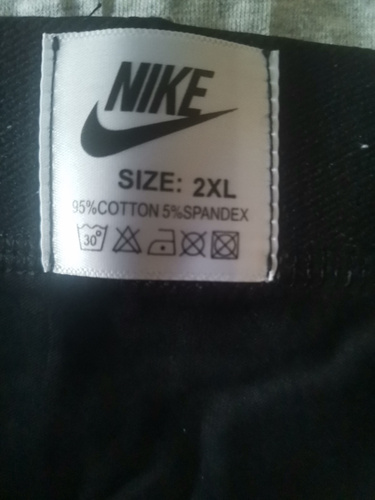 NIKE
SIZE: 2XL
95%COTTON 5%SPANDEX
30°